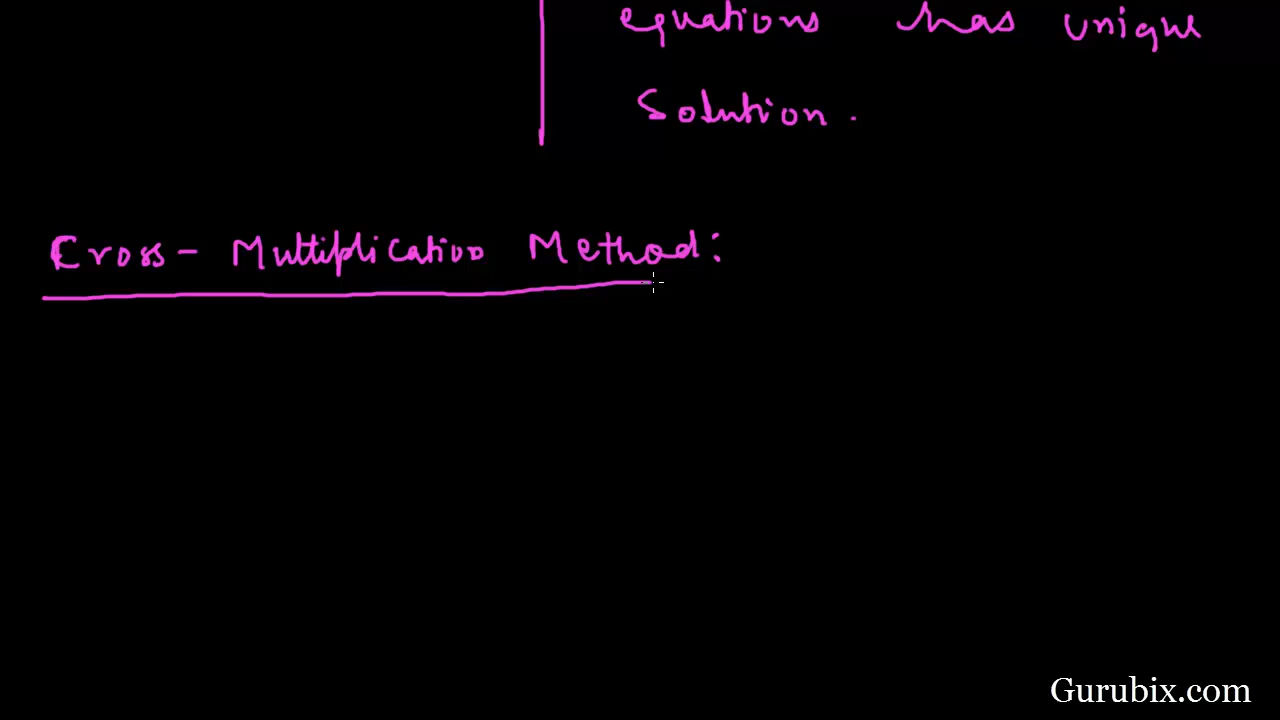 equations has unique
Solution.
Cross-Multiplication Method:
Gurubix.com